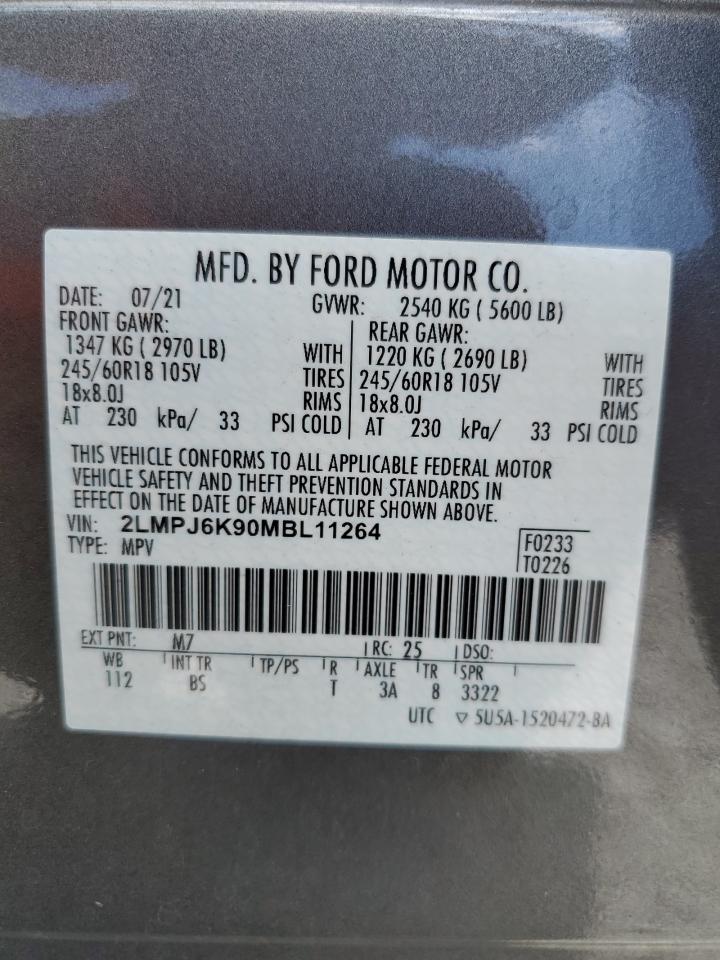 MFD. BY FORD MOTOR CO.
DATE: 07/21 GVWR: 2540 KG ( 5600 LB)
FRONT GAWR: REAR GAWR:
1347 KG ( 2970 LB) WITH 1220 KG ( 2690 LB) WITH
245/60R18 105V TIRES 245/60R18 105V TIRES
18x8.0J RIMS 18x8.0J RIMS
AT 230 kPa/ 33 PSI COLD AT 230 kPa/ 33 PSI COLD
THIS VEHICLE CONFORMS TO ALL APPLICABLE FEDERAL MOTOR
VEHICLE SAFETY AND THEFT PREVENTION STANDARDS IN
EFFECT ON THE DATE OF MANUFACTURE SHOWN ABOVE.
VIN: 2LMPJ6K90MBL11264
TYPE: MPV
F0233
T0226
EXT PNT: M7 RC: 25 DSO:
WB INT TR TP/PS R AXLE TR SPR
112 BS T 3A 8 3322
UTC ▽ 5U5A-1520472-BA